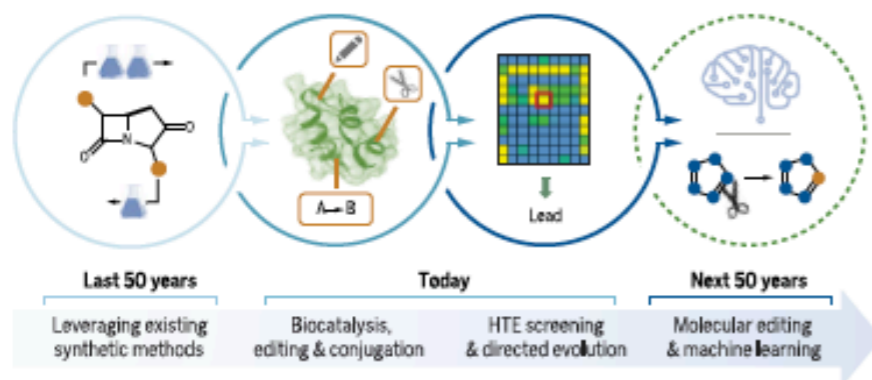 N
O
O
A→B
Lead
Last 50 years
Today
Next 50 years
Leveraging existing
synthetic methods
Biocatalysis,
editing & conjugation
HTE screening
& directed evolution
Molecular editing
& machine learning